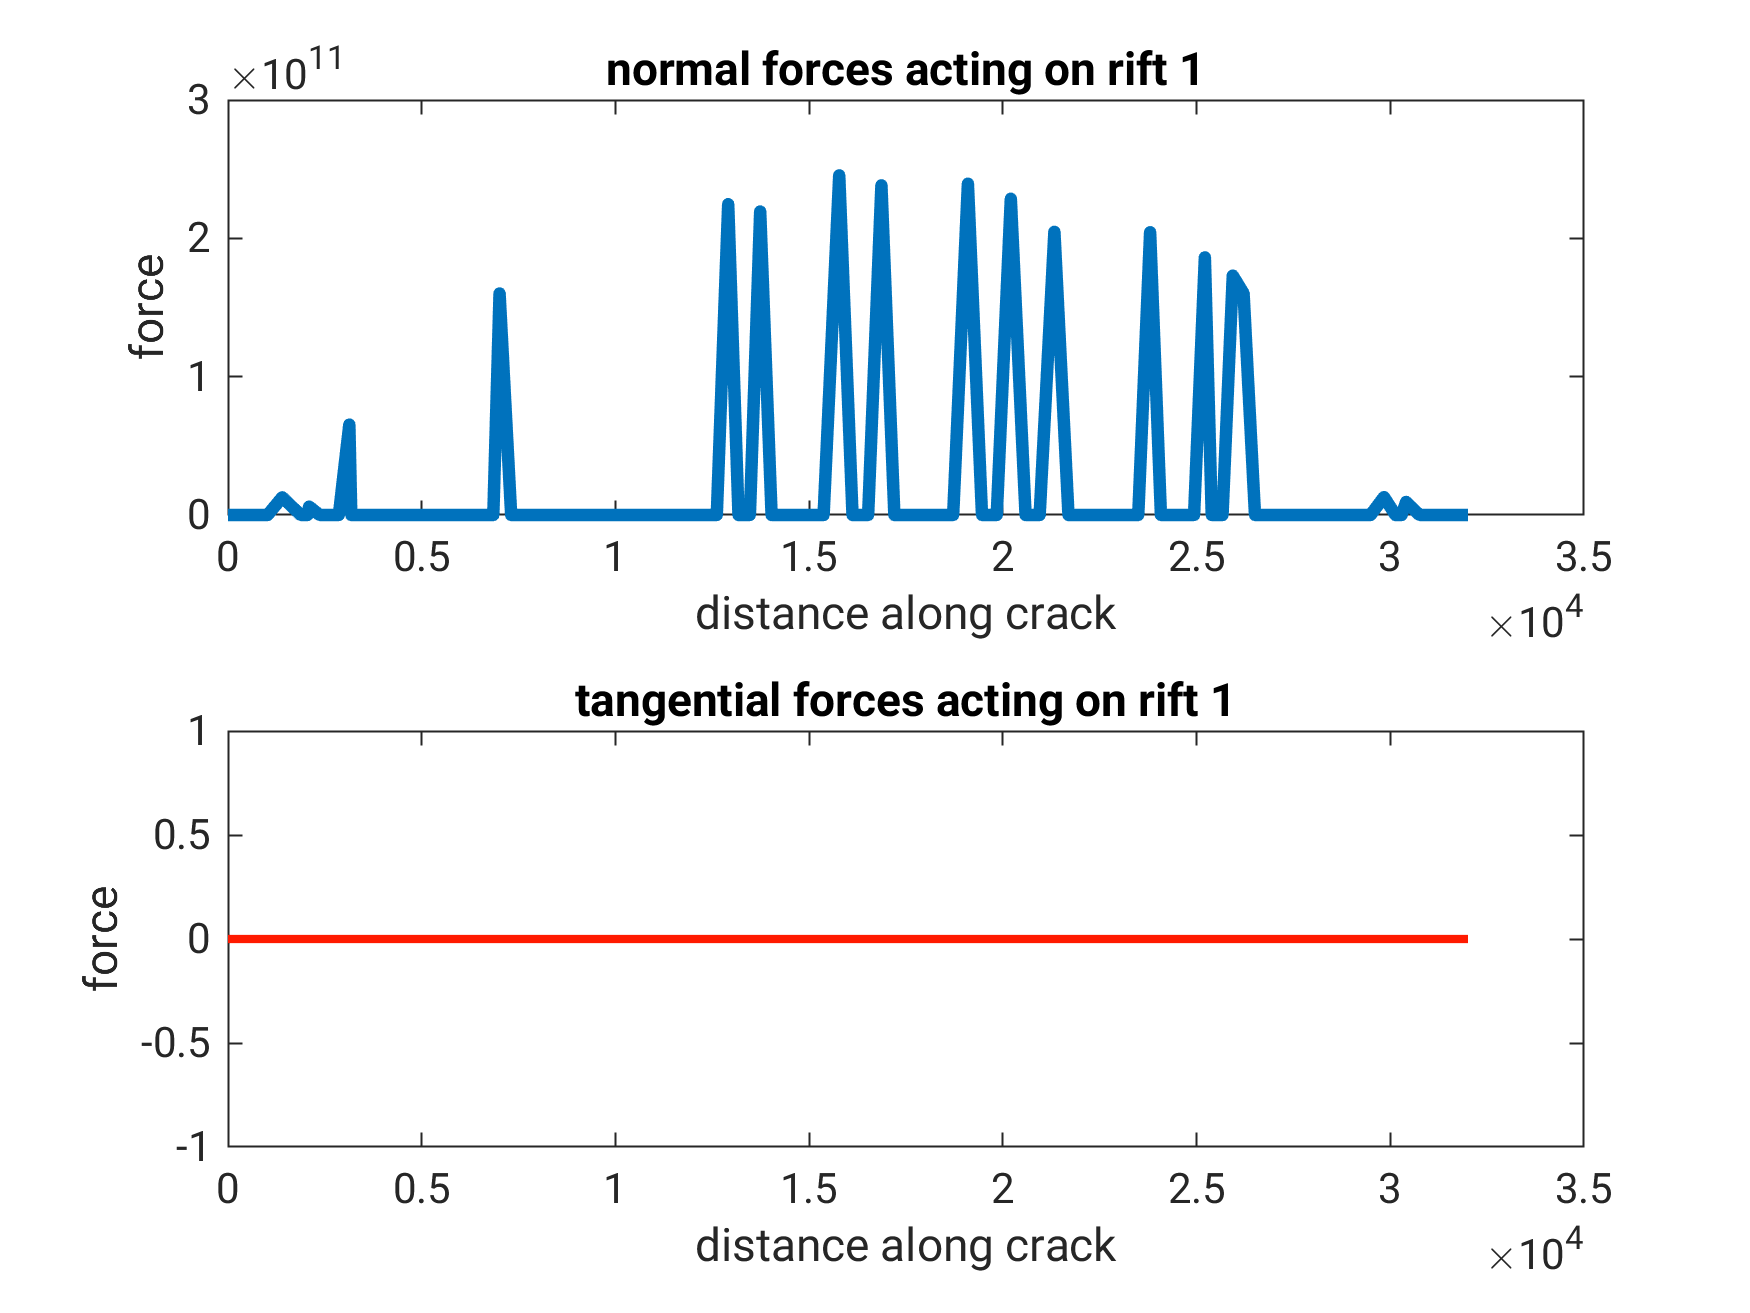 ×10^11
normal forces acting on rift 1
3
2
1
0
force
0 0.5 1 1.5 2 2.5 3 3.5
distance along crack
×10^4
tangential forces acting on rift 1
1
0.5
0
-0.5
-1
force
0 0.5 1 1.5 2 2.5 3 3.5
distance along crack
×10^4